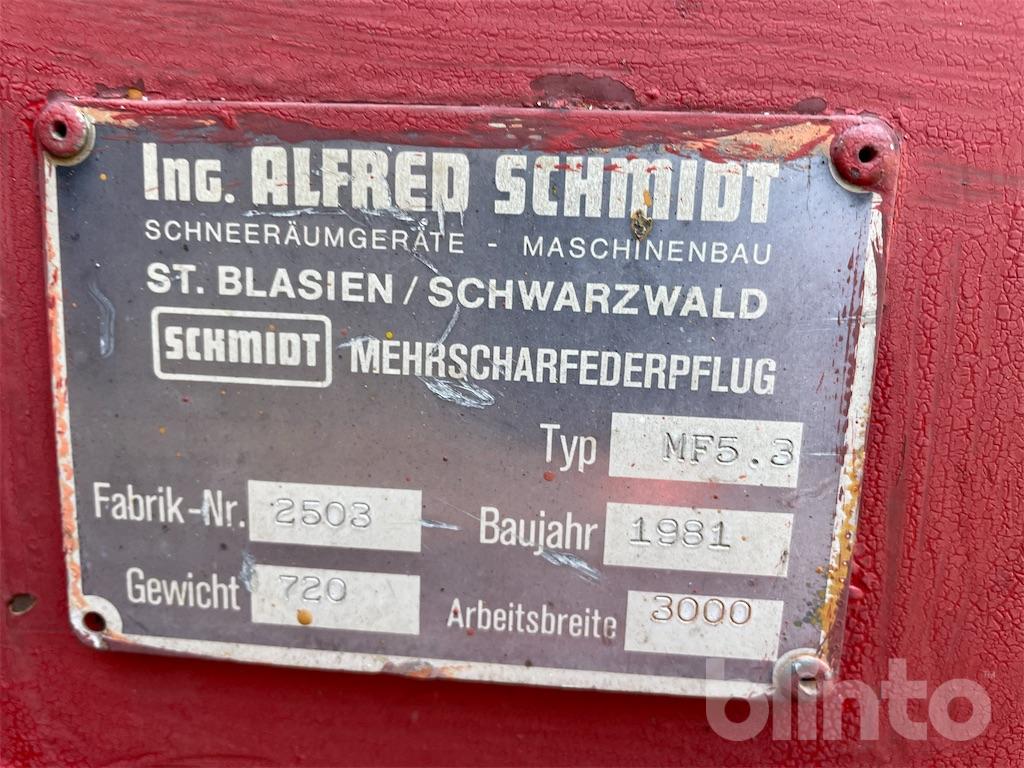 Ing. ALFRED SCHMIDT
SCHNEERÄUMGERÄTE - MASCHINENBAU
ST. BLASIEN / SCHWARZWALD
SCHMIDT MEHRSCHARFEDERPFLUG
Typ MF5.3
Fabrik-Nr. 2503 Baujahr 1981
Gewicht 720 Arbeitsbreite 3000
blinto™